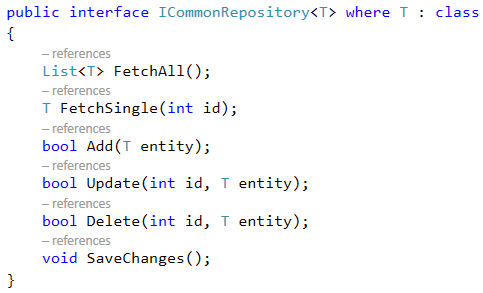 public interface ICommonRepository<T> where T : class
{
– references
List<T> FetchAll();
– references
T FetchSingle(int id);
– references
bool Add(T entity);
– references
bool Update(int id, T entity);
– references
bool Delete(int id, T entity);
– references
void SaveChanges();
}